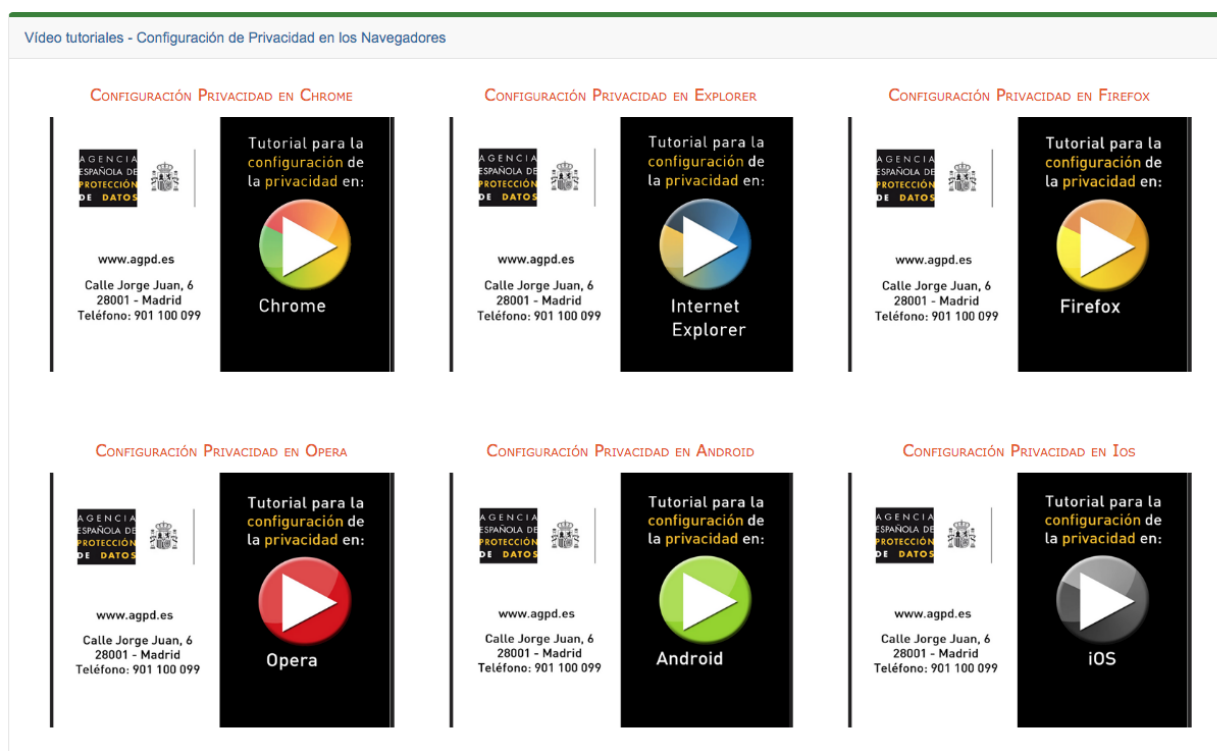 Vídeo tutoriales - Configuración de Privacidad en los Navegadores
Configuración Privacidad en Chrome
AGENCIA
ESPAÑOLA DE
PROTECCIÓN
DE DATOS
www.agpd.es
Calle Jorge Juan, 6
28001 - Madrid
Teléfono: 901 100 099
Tutorial para la
configuración de
la privacidad en:
Chrome
Configuración Privacidad en Explorer
AGENCIA
ESPAÑOLA DE
PROTECCIÓN
DE DATOS
www.agpd.es
Calle Jorge Juan, 6
28001 - Madrid
Teléfono: 901 100 099
Tutorial para la
configuración de
la privacidad en:
Internet
Explorer
Configuración Privacidad en Firefox
AGENCIA
ESPAÑOLA DE
PROTECCIÓN
DE DATOS
www.agpd.es
Calle Jorge Juan, 6
28001 - Madrid
Teléfono: 901 100 099
Tutorial para la
configuración de
la privacidad en:
Firefox
Configuración Privacidad en Opera
AGENCIA
ESPAÑOLA DE
PROTECCIÓN
DE DATOS
www.agpd.es
Calle Jorge Juan, 6
28001 - Madrid
Teléfono: 901 100 099
Tutorial para la
configuración de
la privacidad en:
Opera
Configuración Privacidad en Android
AGENCIA
ESPAÑOLA DE
PROTECCIÓN
DE DATOS
www.agpd.es
Calle Jorge Juan, 6
28001 - Madrid
Teléfono: 901 100 099
Tutorial para la
configuración de
la privacidad en:
Android
Configuración Privacidad en Ios
AGENCIA
ESPAÑOLA DE
PROTECCIÓN
DE DATOS
www.agpd.es
Calle Jorge Juan, 6
28001 - Madrid
Teléfono: 901 100 099
Tutorial para la
configuración de
la privacidad en:
iOS